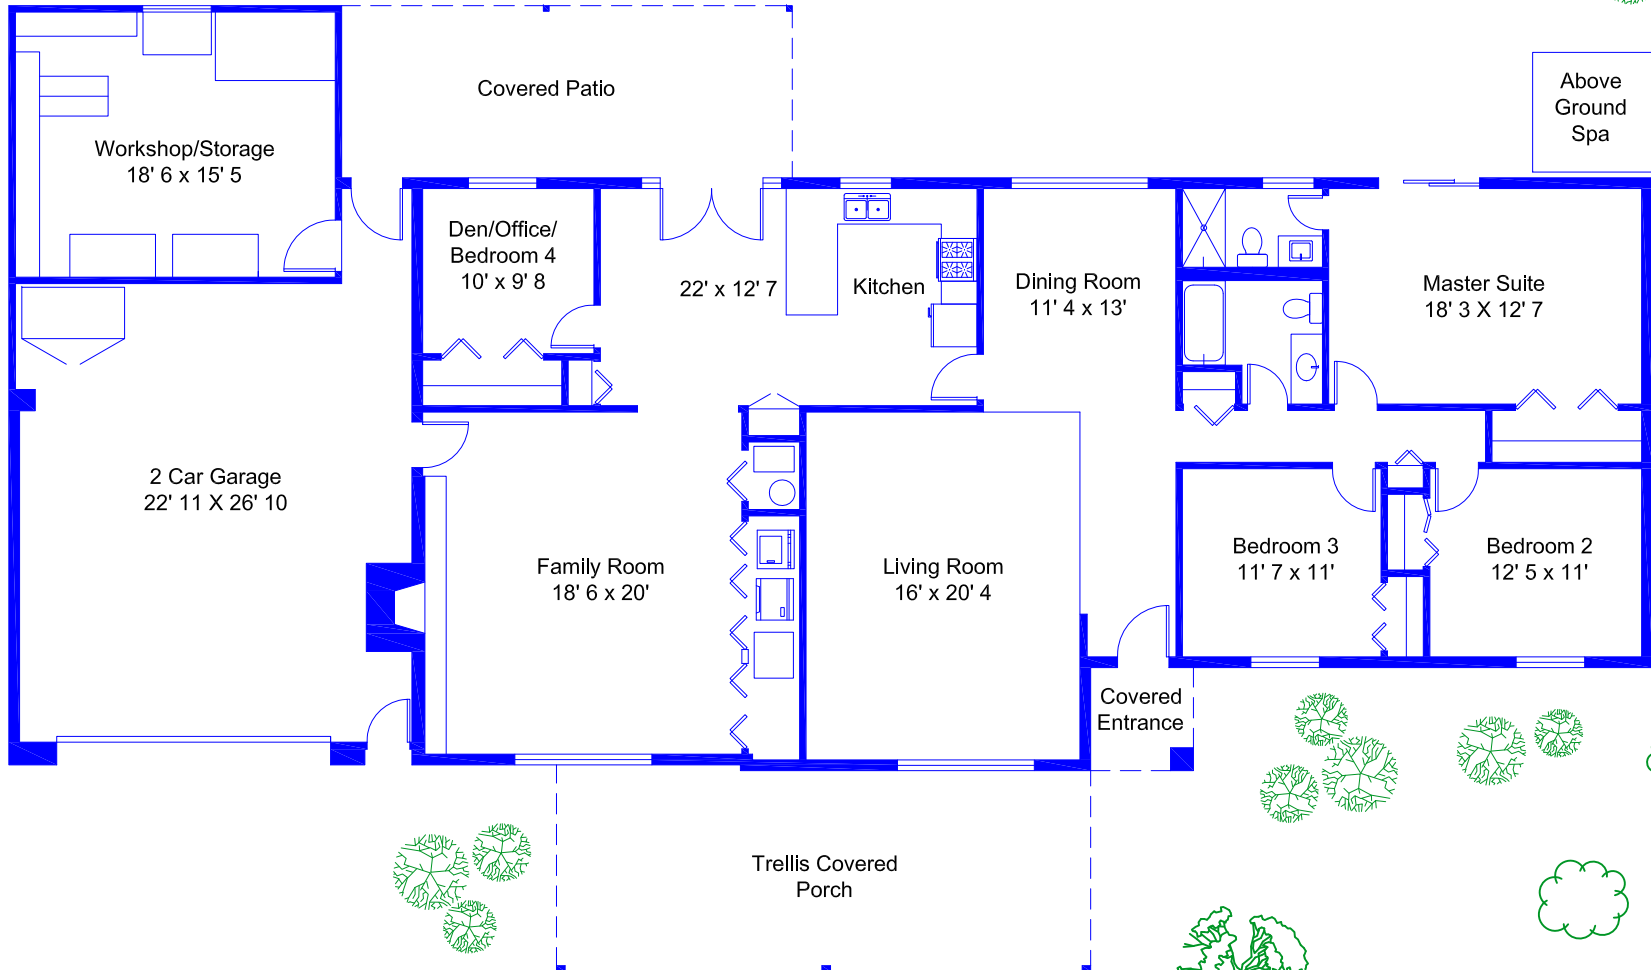 Covered Patio
Above
Ground
Spa
Workshop/Storage
18' 6 x 15' 5
Den/Office/
Bedroom 4
10' x 9' 8
22' x 12' 7
Kitchen
Dining Room
11' 4 x 13'
Master Suite
18' 3 X 12' 7
2 Car Garage
22' 11 X 26' 10
Family Room
18' 6 x 20'
Living Room
16' x 20' 4
Bedroom 3
11' 7 x 11'
Bedroom 2
12' 5 x 11'
Covered
Entrance
Trellis Covered
Porch